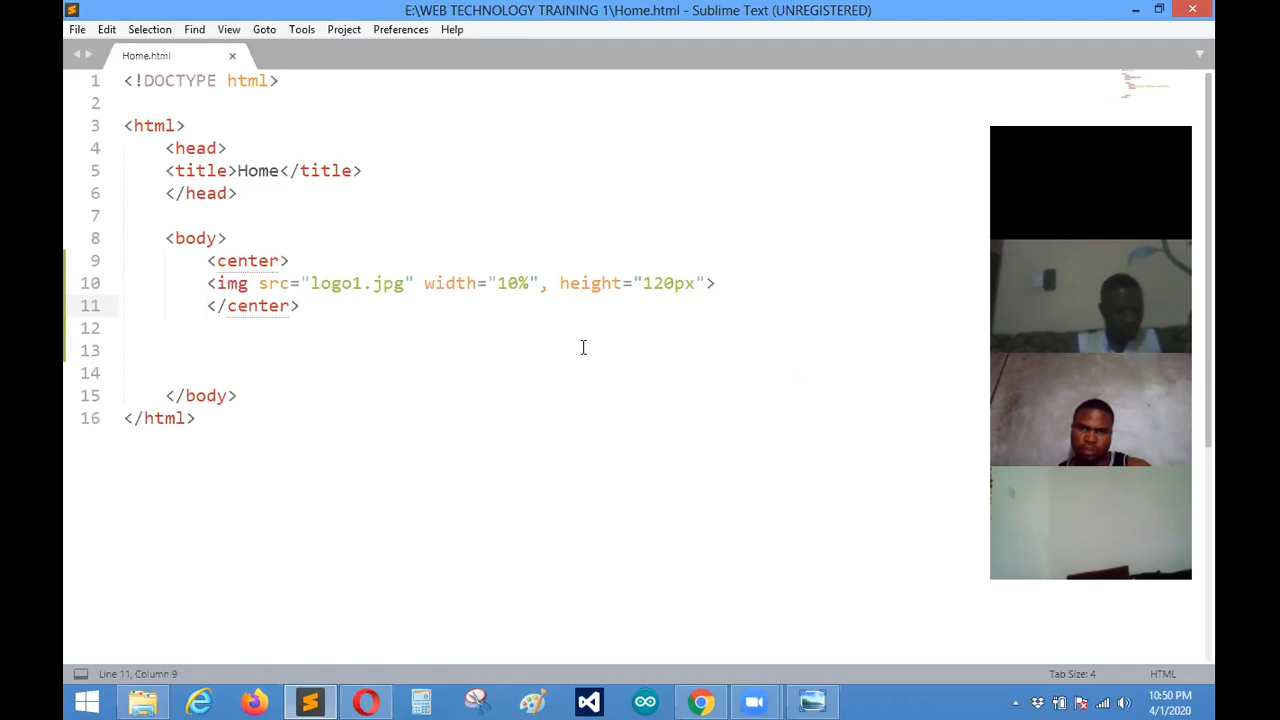 E:\WEB TECHNOLOGY TRAINING 1\Home.html - Sublime Text (UNREGISTERED)
File Edit Selection Find View Goto Tools Project Preferences Help
Home.html
1 <!DOCTYPE html>
2
3 <html>
4 <head>
5 <title>Home</title>
6 </head>
7
8 <body>
9 <center>
10 <img src="logo1.jpg" width="10%", height="120px">
11 </center>
12
13
14
15 </body>
16 </html>
Line 11, Column 9 Tab Size: 4 HTML
10:50 PM
4/1/2020